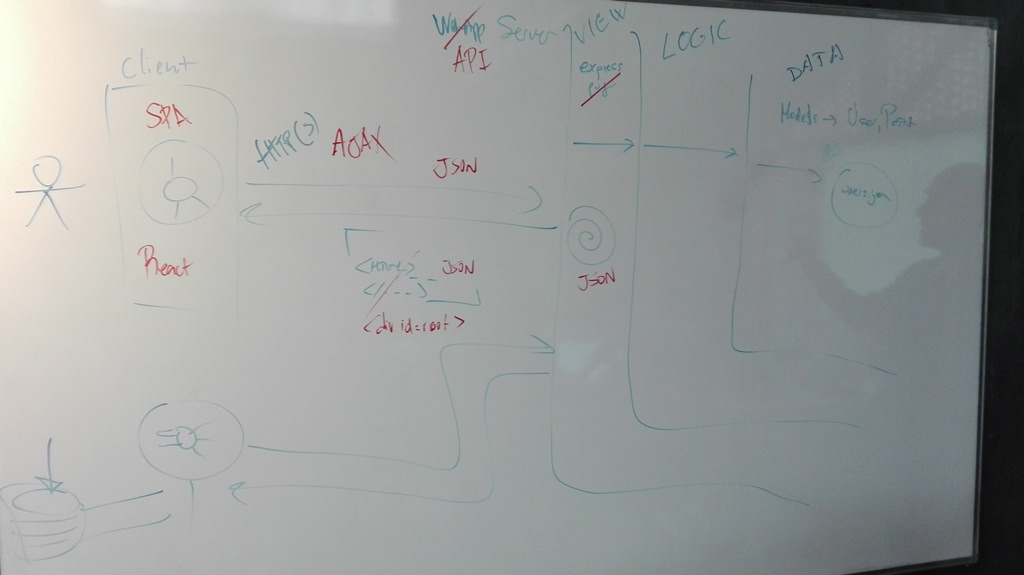 Client
SPA
React
HTTP(S)
AJAX
JSON
<html> JSON
</--->
<div id=root>
WebApp Server
API
VIEW
express
pug
JSON
LOGIC
DATA
Models → User, Post
users.json